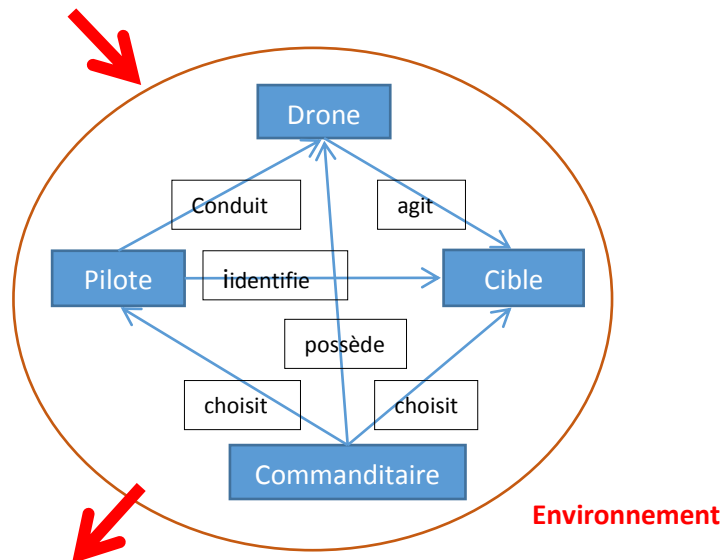 Drone
Conduit
agit
Pilote
iidentifie
Cible
possède
choisit
choisit
Commanditaire
Environnement